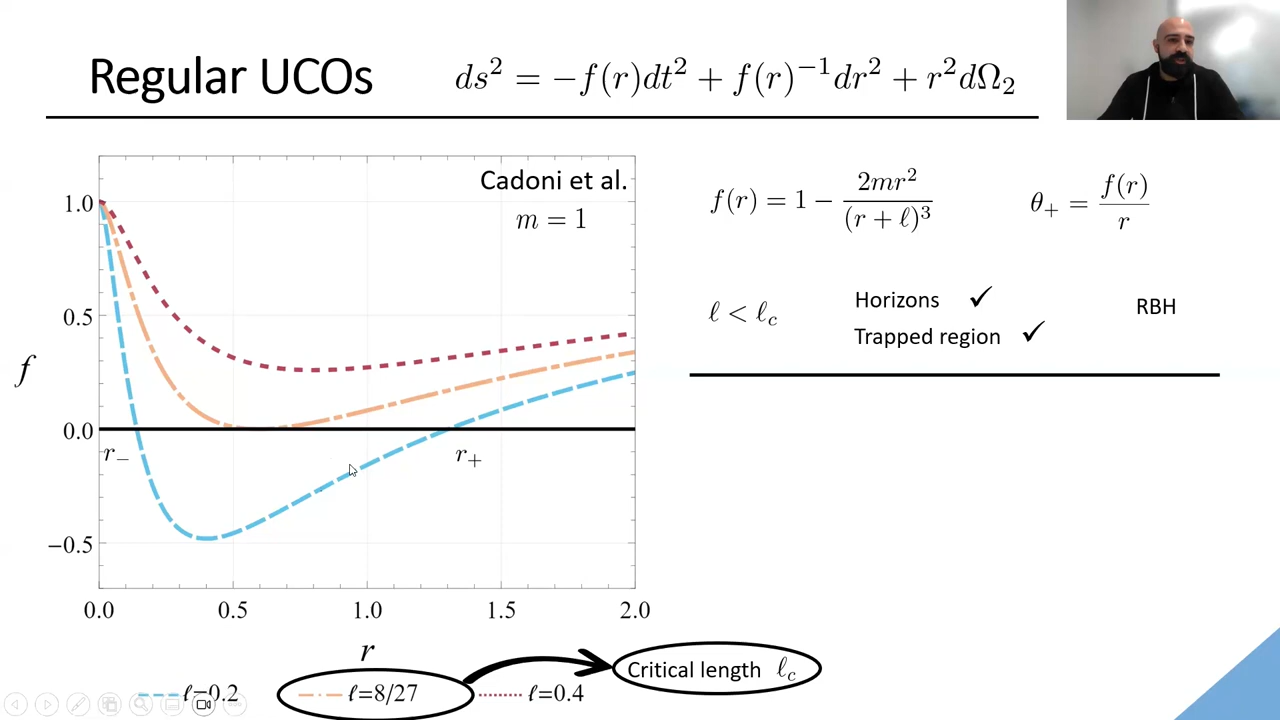 Regular UCOs
ds² = −f(r)dt² + f(r)⁻¹dr² + r²dΩ₂
Cadoni et al.
m = 1
1.0
0.5
0.0
−0.5
f
r₋
r₊
0.0 0.5 1.0 1.5 2.0
r
ℓ=0.2 ℓ=8/27 ℓ=0.4
Critical length ℓc
f(r) = 1 − 2mr²/(r + ℓ)³
θ₊ = f(r)/r
ℓ < ℓc
Horizons ✓
Trapped region ✓
RBH